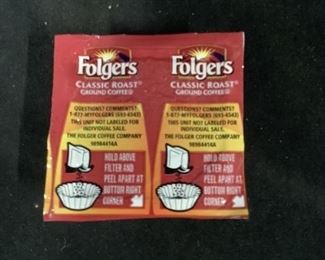 Folgers
CLASSIC ROAST®
GROUND COFFEE
QUESTIONS? COMMENTS?
1-877-MYFOLGERS (693-6543)
THIS UNIT NOT LABELED FOR
INDIVIDUAL SALE.
THE FOLGER COFFEE COMPANY
98984414A
HOLD ABOVE
FILTER AND
PEEL APART AT
BOTTOM RIGHT
CORNER
Folgers
CLASSIC ROAST®
GROUND COFFEE
QUESTIONS? COMMENTS?
1-877-MYFOLGERS (693-6543)
THIS UNIT NOT LABELED FOR
INDIVIDUAL SALE.
THE FOLGER COFFEE COMPANY
98984414A
HOLD ABOVE
FILTER AND
PEEL APART AT
BOTTOM RIGHT
CORNER